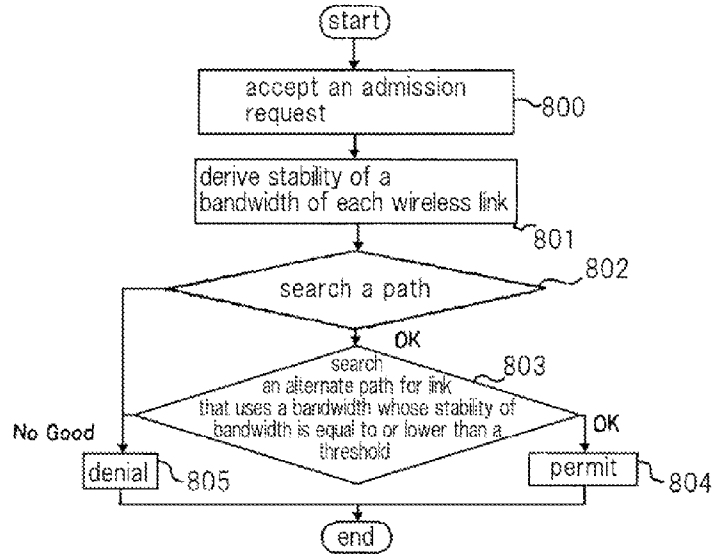 start
accept an admission
request
800
derive stability of a
bandwidth of each wireless link
801
802
search a path
OK
803
search
an alternate path for link
that uses a bandwidth whose stability of
bandwidth is equal to or lower than a
threshold
No Good
OK
denial
805
permit
804
end